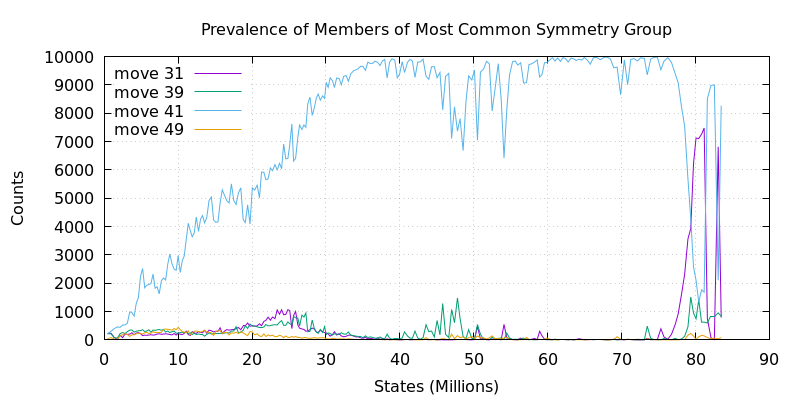 Prevalence of Members of Most Common Symmetry Group
10000
9000
8000
7000
6000
5000
4000
3000
2000
1000
0
Counts
move 31
move 39
move 41
move 49
0 10 20 30 40 50 60 70 80 90
States (Millions)